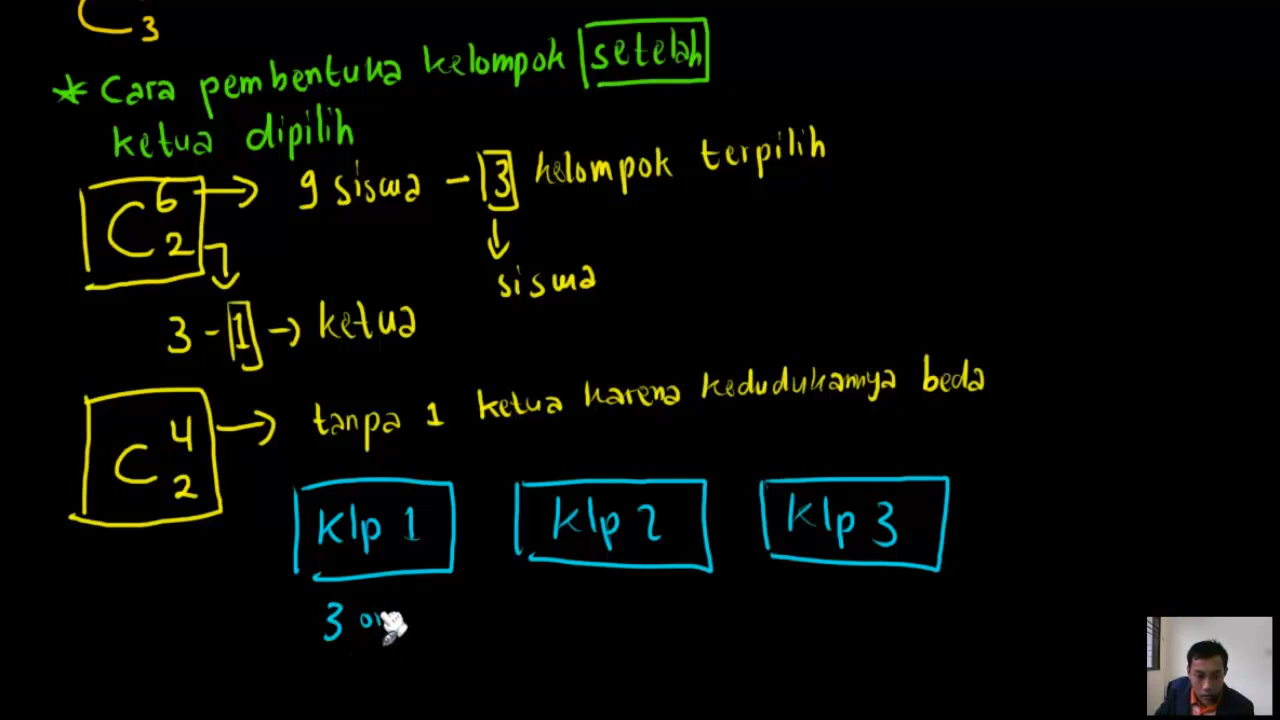 C 3
* Cara pembentuka kelompok setelah
ketua dipilih
C 6 2 → 9 siswa - 3 kelompok terpilih
siswa
3 - 1 → ketua
C 4 2 → tanpa 1 ketua karena kedudukannya beda
Klp 1 Klp 2 Klp 3
3 or